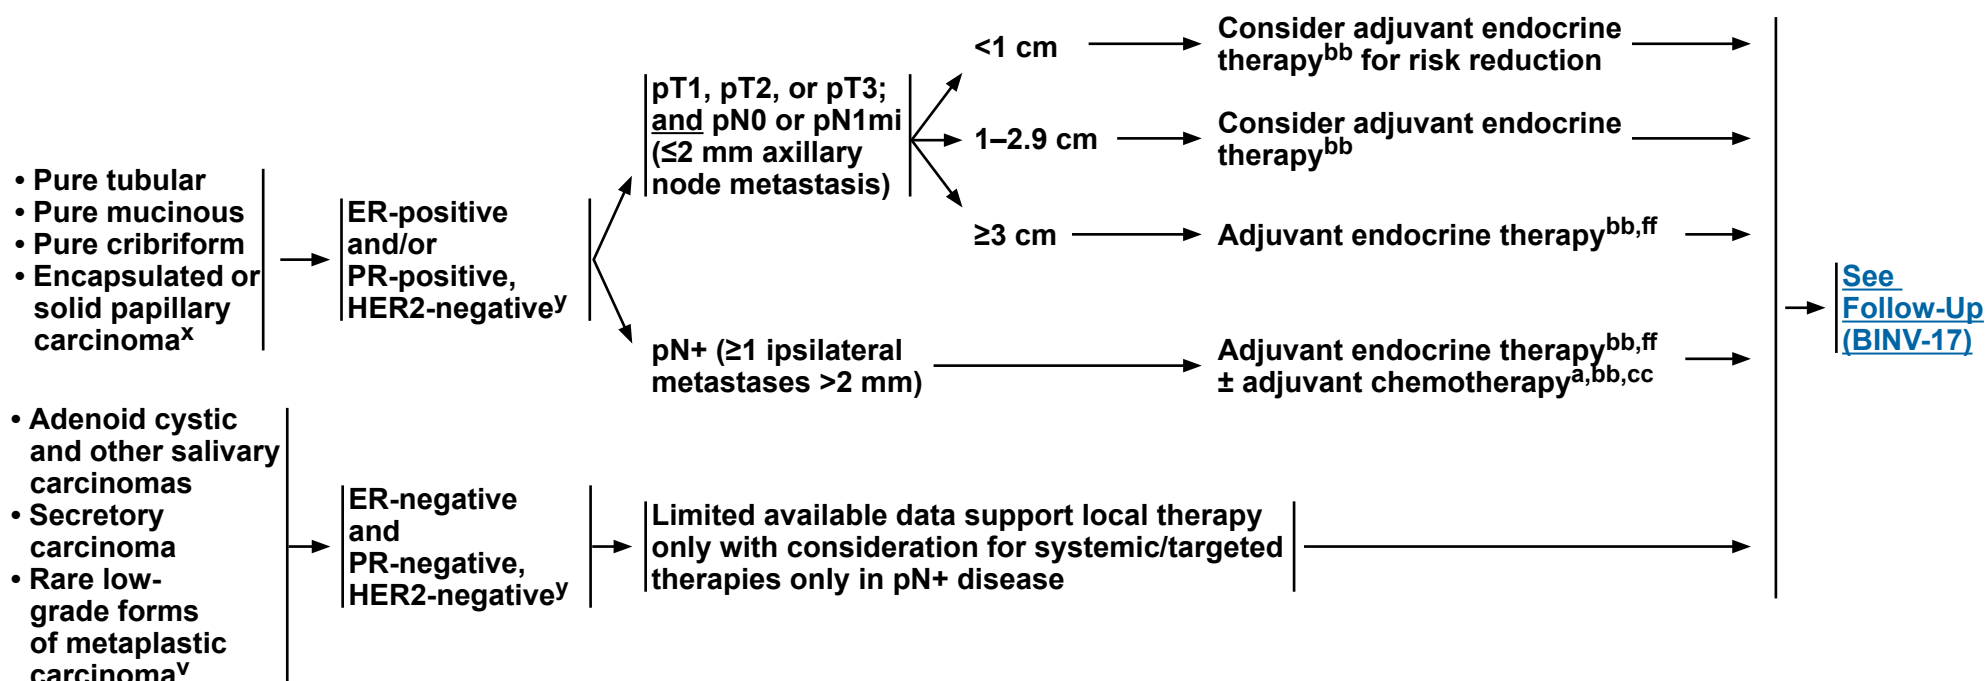 • Pure tubular
• Pure mucinous
• Pure cribriform
• Encapsulated or
solid papillary
carcinomaˣ
ER-positive
and/or
PR-positive,
HER2-negativeʸ
pT1, pT2, or pT3;
and pN0 or pN1mi
(≤2 mm axillary
node metastasis)
<1 cm
Consider adjuvant endocrine
therapyᵇᵇ for risk reduction
1–2.9 cm
Consider adjuvant endocrine
therapyᵇᵇ
≥3 cm
Adjuvant endocrine therapyᵇᵇ,ᶠᶠ
pN+ (≥1 ipsilateral
metastases >2 mm)
Adjuvant endocrine therapyᵇᵇ,ᶠᶠ
± adjuvant chemotherapyᵃ,ᵇᵇ,ᶜᶜ
See
Follow-Up
(BINV-17)
• Adenoid cystic
and other salivary
carcinomas
• Secretory
carcinoma
• Rare low-
grade forms
of metaplastic
carcinomaᵛ
ER-negative
and
PR-negative,
HER2-negativeʸ
Limited available data support local therapy
only with consideration for systemic/targeted
therapies only in pN+ disease